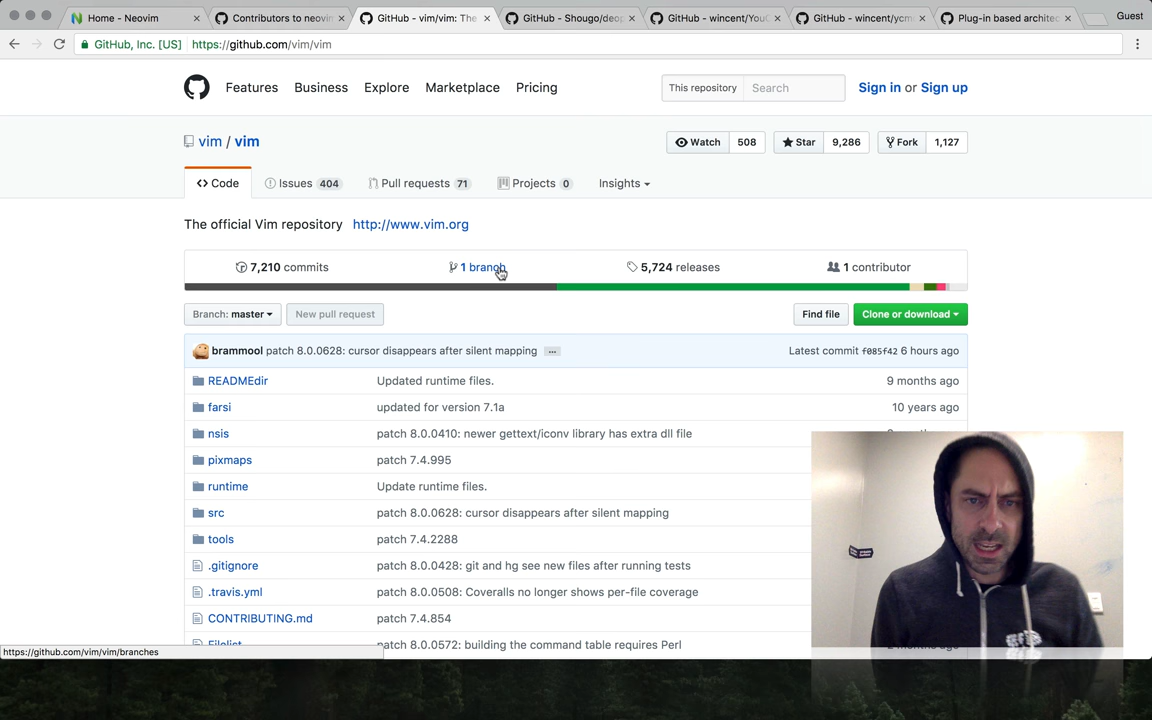 Home - Neovim
Contributors to neovi
GitHub - vim/vim: The
GitHub - Shougo/deop
GitHub - wincent/YouC
GitHub - wincent/ycm
Plug-in based archite
Guest
GitHub, Inc. [US] https://github.com/vim/vim
Features Business Explore Marketplace Pricing
This repository Search
Sign in or Sign up
vim / vim
Watch 508 Star 9,286 Fork 1,127
Code Issues 404 Pull requests 71 Projects 0 Insights
The official Vim repository http://www.vim.org
7,210 commits 1 branch 5,724 releases 1 contributor
Branch: master New pull request Find file Clone or download
brammool patch 8.0.0628: cursor disappears after silent mapping ... Latest commit f085f42 6 hours ago
READMEdir Updated runtime files. 9 months ago
farsi updated for version 7.1a 10 years ago
nsis patch 8.0.0410: newer gettext/iconv library has extra dll file
pixmaps patch 7.4.995
runtime Update runtime files.
src patch 8.0.0628: cursor disappears after silent mapping
tools patch 7.4.2288
.gitignore patch 8.0.0428: git and hg see new files after running tests
.travis.yml patch 8.0.0508: Coveralls no longer shows per-file coverage
CONTRIBUTING.md patch 7.4.854
Filelist patch 8.0.0572: building the command table requires Perl 2 months ago
https://github.com/vim/vim/branches